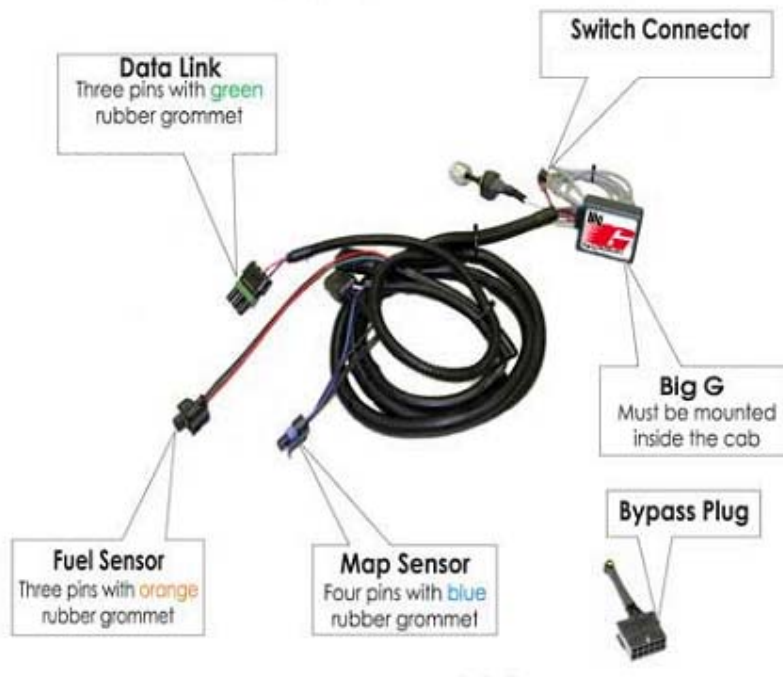 Switch Connector
Data Link
Three pins with green
rubber grommet
Big G
Must be mounted
inside the cab
Bypass Plug
Fuel Sensor
Three pins with orange
rubber grommet
Map Sensor
Four pins with blue
rubber grommet